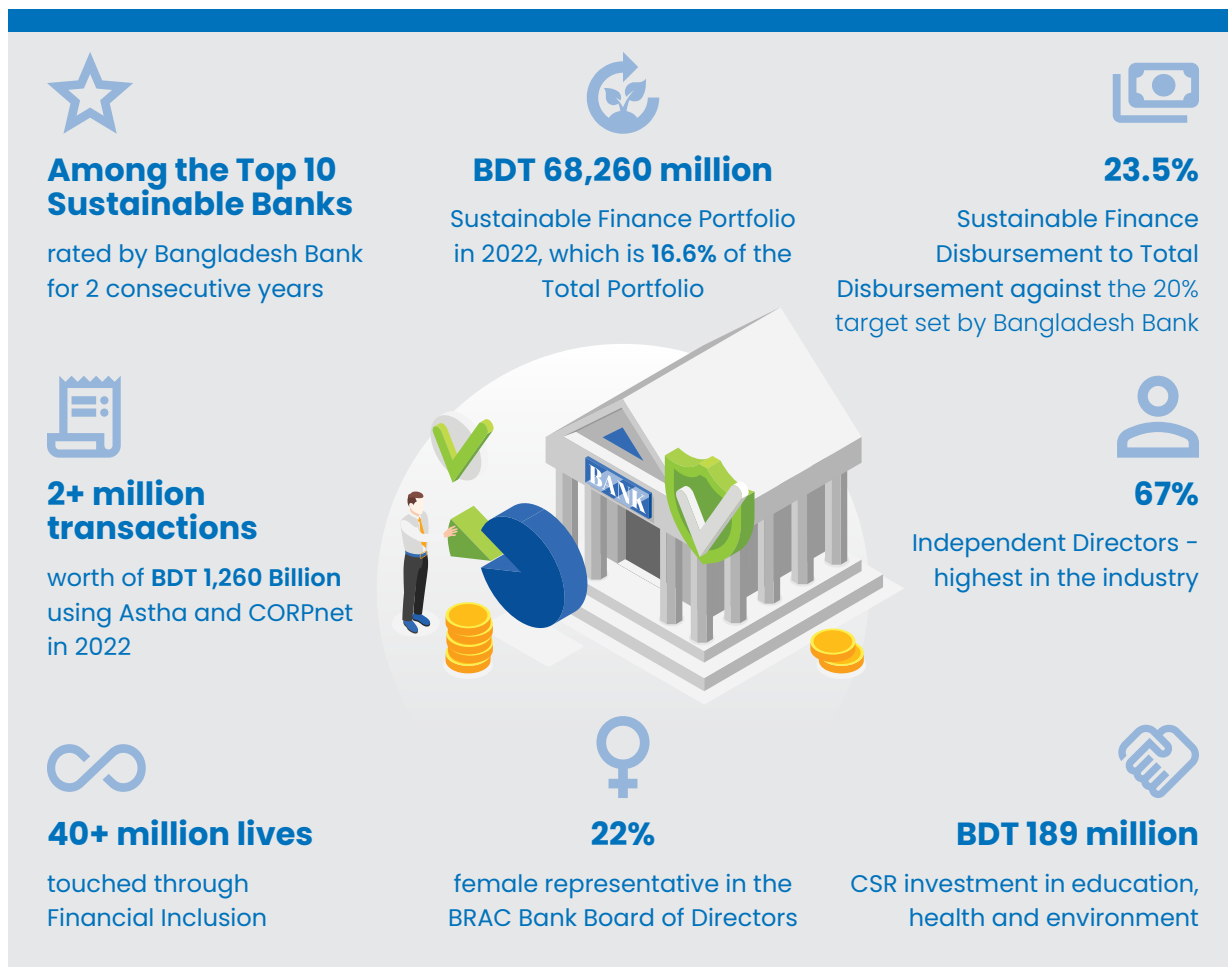 Among the Top 10
Sustainable Banks
rated by Bangladesh Bank
for 2 consecutive years
BDT 68,260 million
Sustainable Finance Portfolio
in 2022, which is 16.6% of the
Total Portfolio
23.5%
Sustainable Finance
Disbursement to Total
Disbursement against the 20%
target set by Bangladesh Bank
2+ million
transactions
worth of BDT 1,260 Billion
using Astha and CORPnet
in 2022
BANK
67%
Independent Directors -
highest in the industry
40+ million lives
touched through
Financial Inclusion
22%
female representative in the
BRAC Bank Board of Directors
BDT 189 million
CSR investment in education,
health and environment